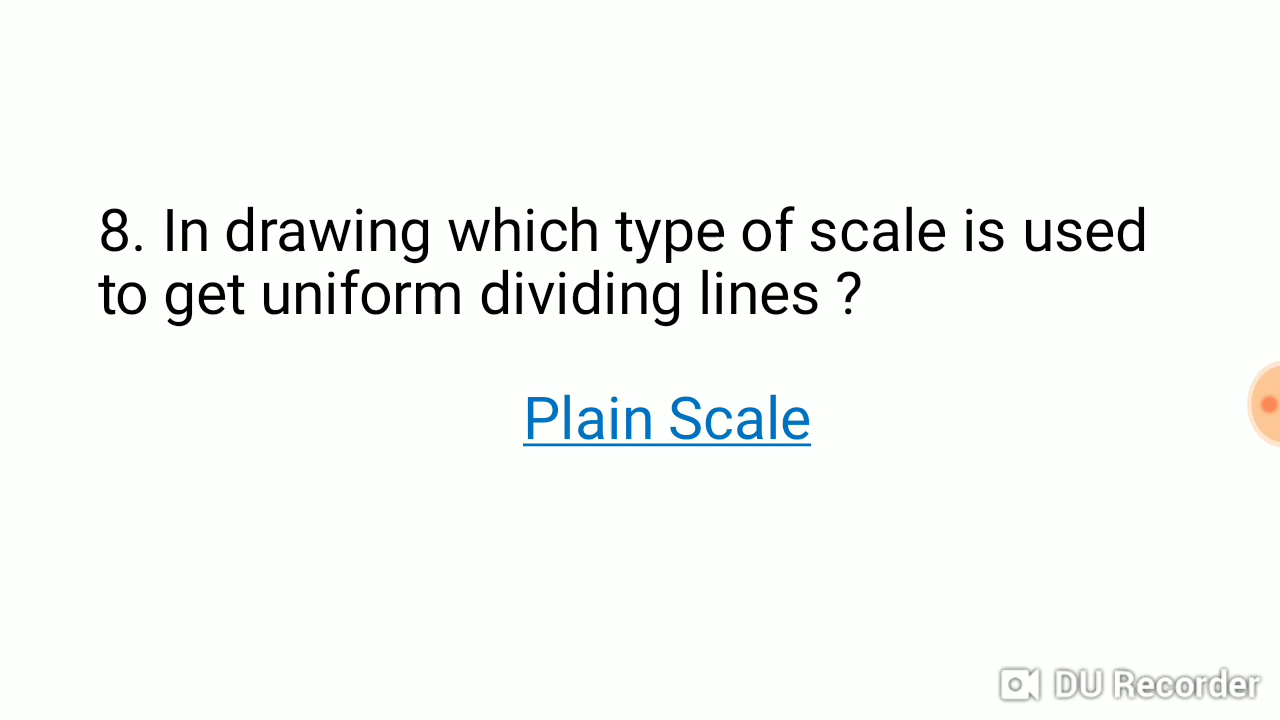 8. In drawing which type of scale is used
to get uniform dividing lines ?
Plain Scale
DU Recorder